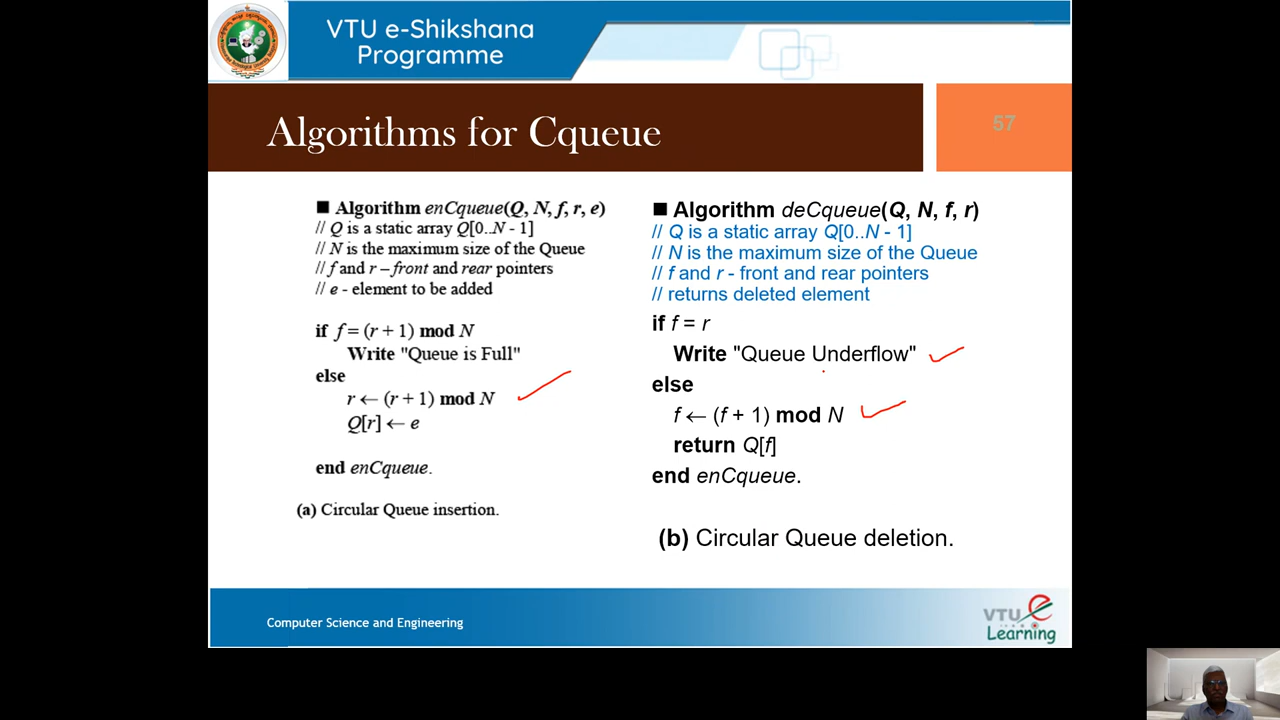 VTU e-Shikshana
Programme
Algorithms for Cqueue
57
■ Algorithm enCqueue(Q, N, f, r, e)
// Q is a static array Q[0..N - 1]
// N is the maximum size of the Queue
// f and r – front and rear pointers
// e - element to be added
if f = (r + 1) mod N
Write "Queue is Full"
else
r ← (r + 1) mod N
Q[r] ← e
end enCqueue.
(a) Circular Queue insertion.
■ Algorithm deCqueue(Q, N, f, r)
// Q is a static array Q[0..N - 1]
// N is the maximum size of the Queue
// f and r - front and rear pointers
// returns deleted element
if f = r
Write "Queue Underflow"
else
f ← (f + 1) mod N
return Q[f]
end enCqueue.
(b) Circular Queue deletion.
Computer Science and Engineering
VTU e
Learning